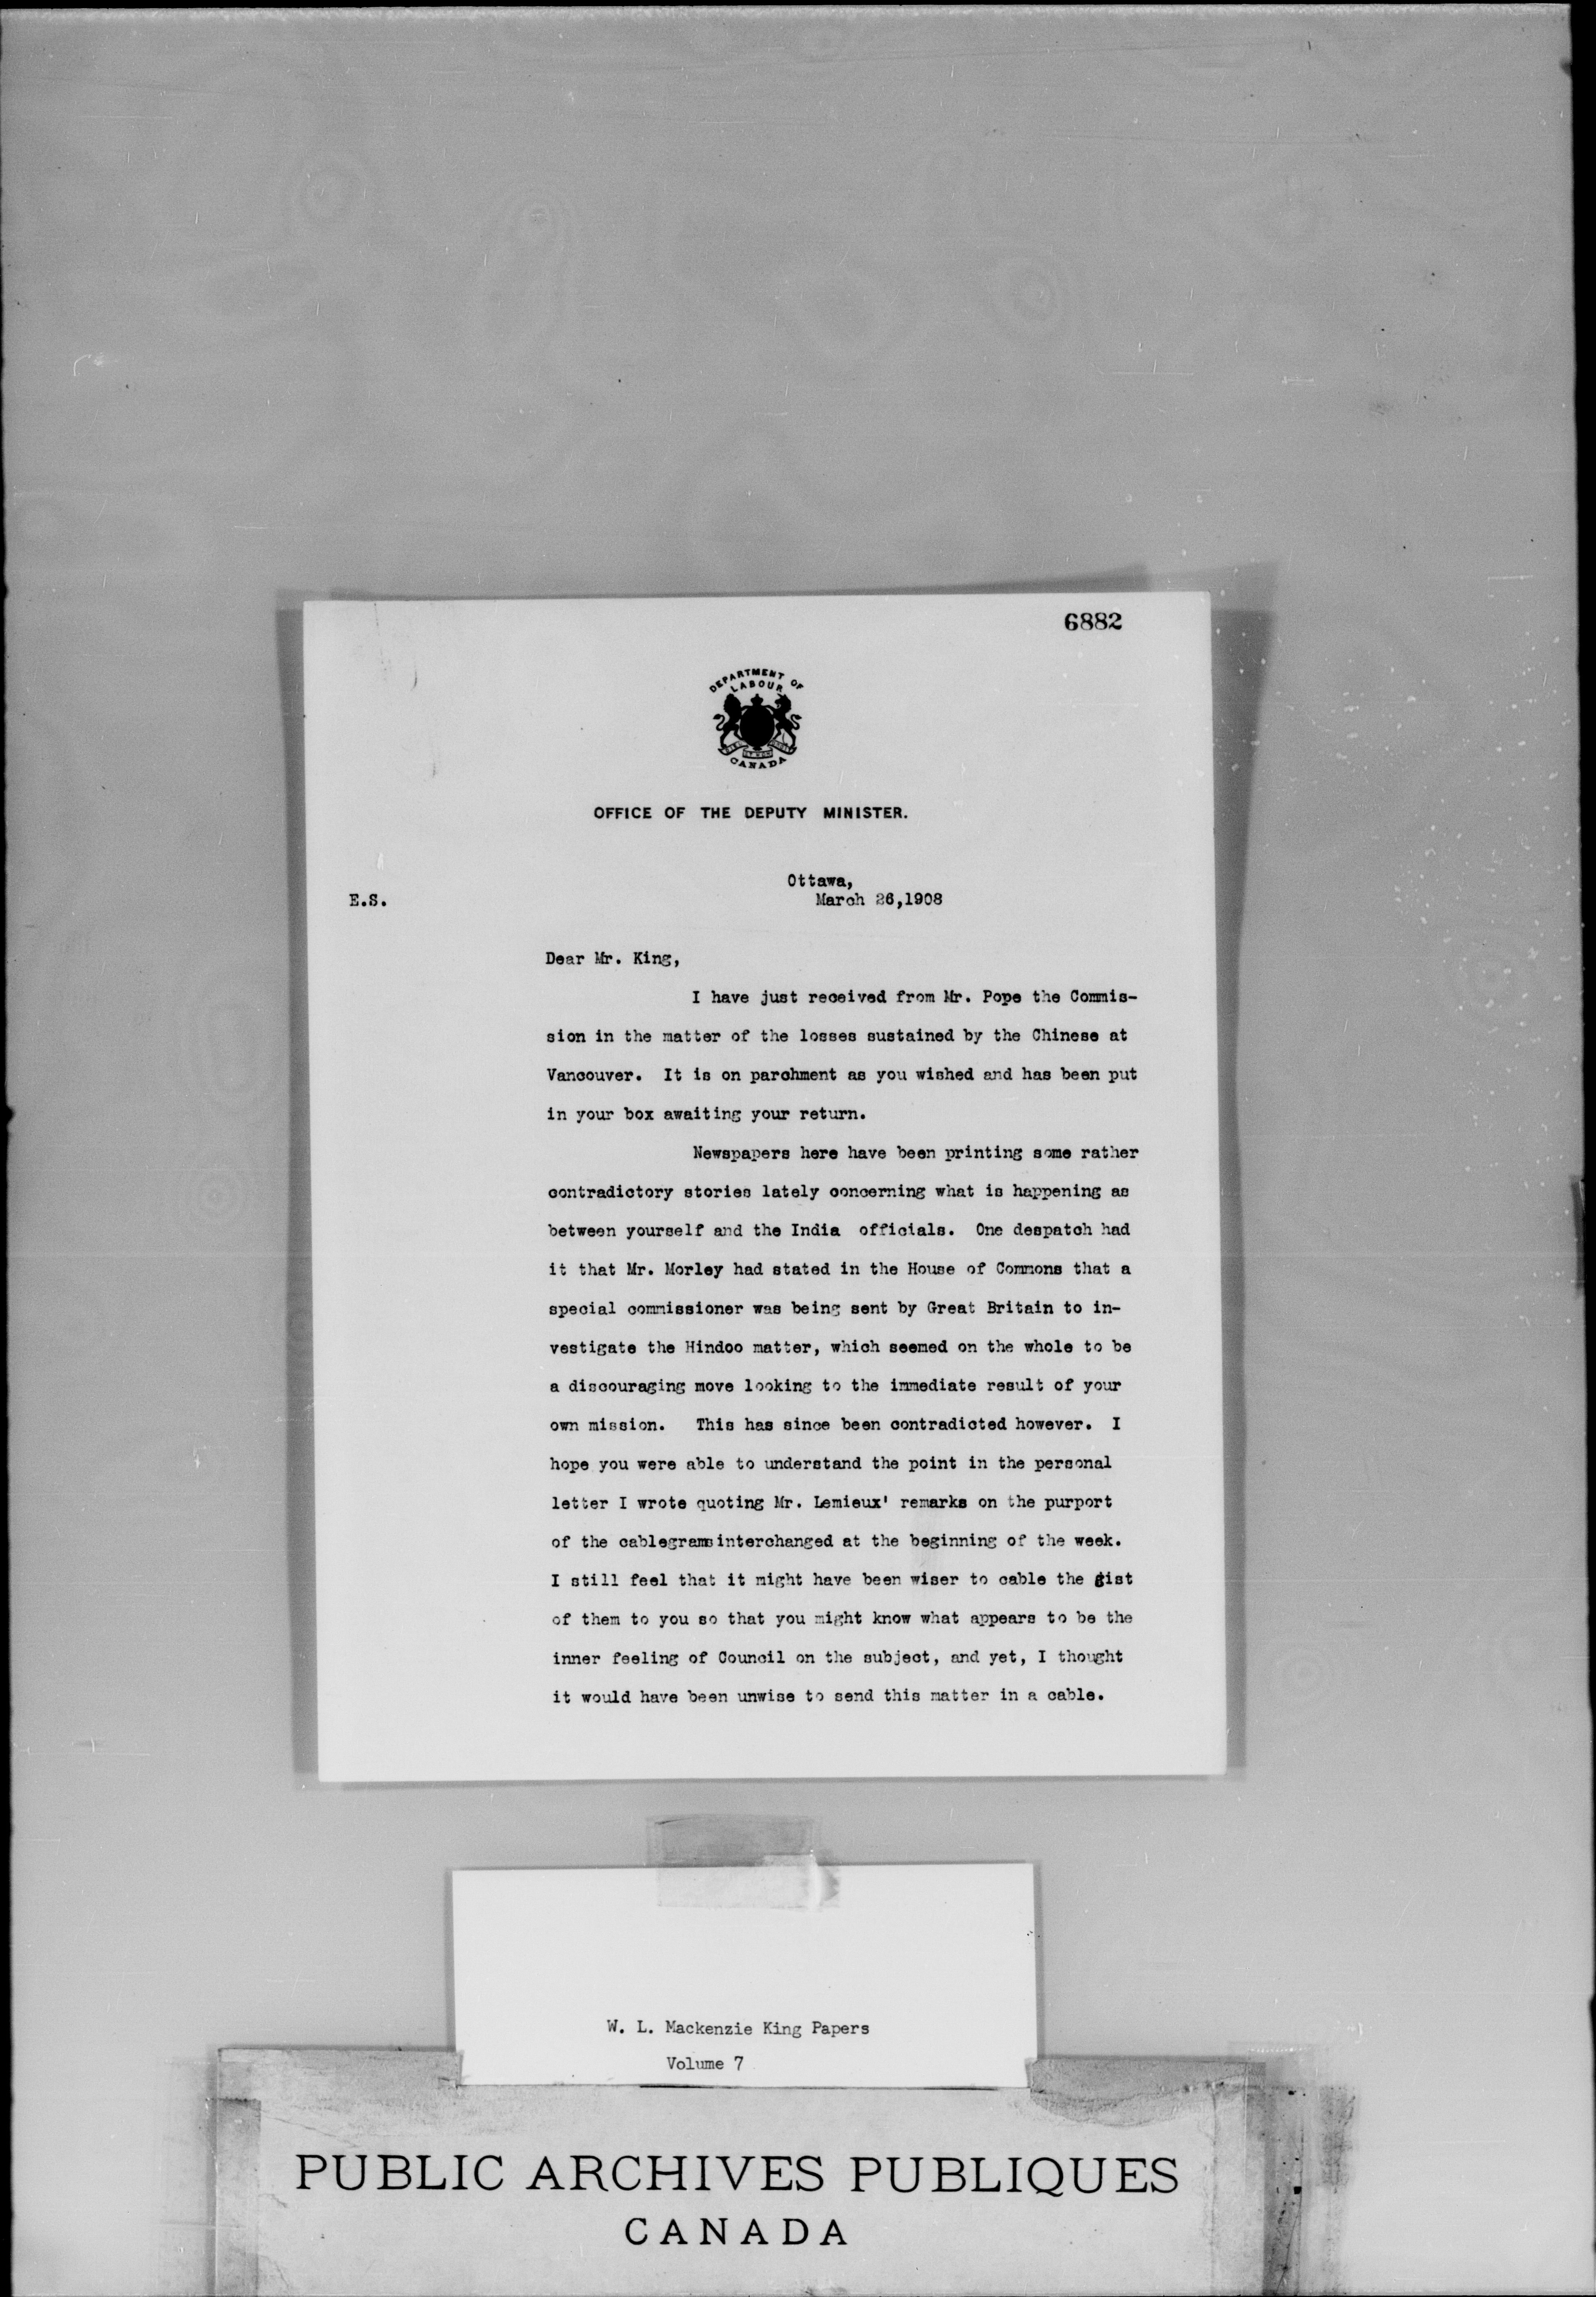 6882
DEPARTMENT OF
LABOUR
CANADA
OFFICE OF THE DEPUTY MINISTER.
Ottawa,
E.S. March 26,1908
Dear Mr. King,
I have just received from Mr. Pope the Commis-
sion in the matter of the losses sustained by the Chinese at
Vancouver. It is on parchment as you wished and has been put
in your box awaiting your return.
Newspapers here have been printing some rather
contradictory stories lately concerning what is happening as
between yourself and the India officials. One despatch had
it that Mr. Morley had stated in the House of Commons that a
special commissioner was being sent by Great Britain to in-
vestigate the Hindoo matter, which seemed on the whole to be
a discouraging move looking to the immediate result of your
own mission. This has since been contradicted however. I
hope you were able to understand the point in the personal
letter I wrote quoting Mr. Lemieux' remarks on the purport
of the cablegrams interchanged at the beginning of the week.
I still feel that it might have been wiser to cable the gist
of them to you so that you might know what appears to be the
inner feeling of Council on the subject, and yet, I thought
it would have been unwise to send this matter in a cable.
W. L. Mackenzie King Papers
Volume 7
PUBLIC ARCHIVES PUBLIQUES
CANADA